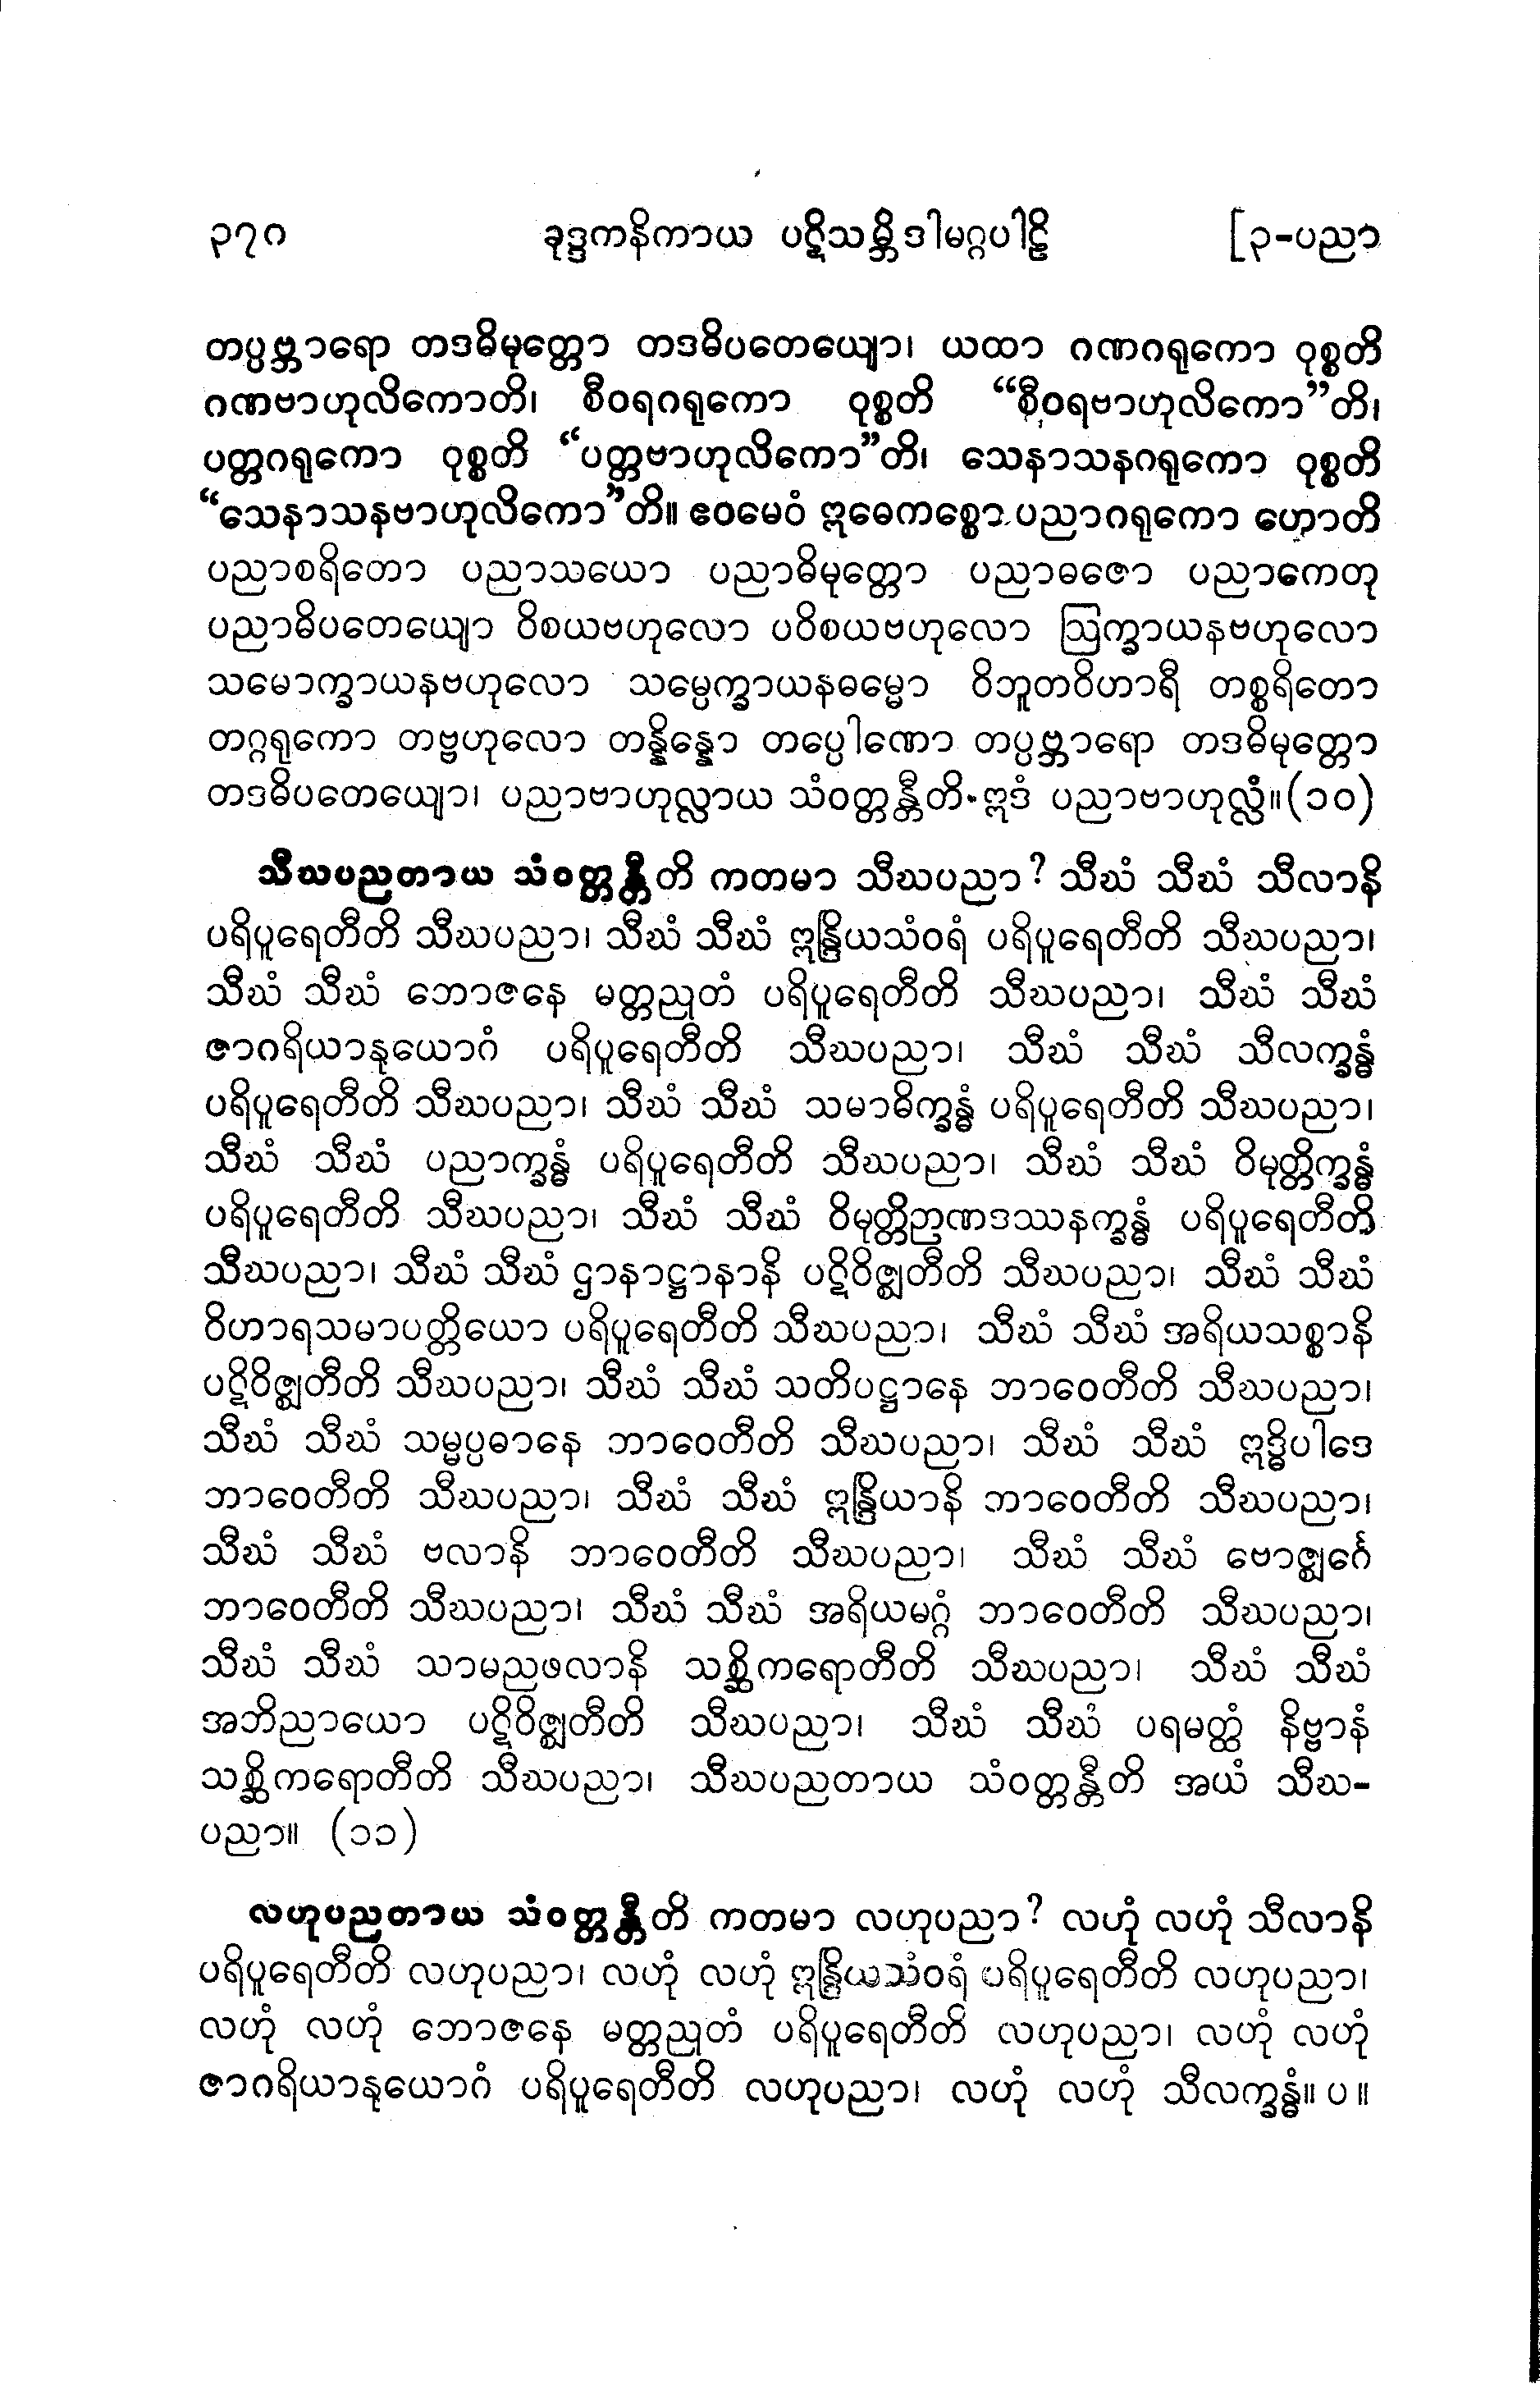 ၃၇ဂ ခုဒ္ဒကနိကာယ ပဋိသမ္ဘိဒါမဂ္ဂပါဠိ [၃-ပညာ
တပ္ပဗ္ဘာရော တဒဓိမုတ္တော တဒဓိပတေယျော၊ ယထာ ဂဏဂရုကော ဝုစ္စတိ
ဂဏဗာဟုလိကောတိ၊ စီဝရဂရုကော ဝုစ္စတိ “စီဝရဗာဟုလိကော”တိ၊
ပတ္တဂရုကော ဝုစ္စတိ “ပတ္တဗာဟုလိကော”တိ၊ သေနာသနဂရုကော ဝုစ္စတိ
“သေနာသနဗာဟုလိကော”တိ။ ဧဝမေဝံ ဣဓေကစ္စော ပညာဂရုကော ဟောတိ
ပညာစရိတော ပညာသယော ပညာဓိမုတ္တော ပညာဓဇော ပညာကေတု
ပညာဓိပတေယျော ဝိစယဗဟုလော ပဝိစယဗဟုလော ဩက္ခာယနဗဟုလော
သမောက္ခာယနဗဟုလော သမ္ပေက္ခာယနဓမ္မော ဝိဘူတဝိဟာရီ တစ္စရိတော
တဂ္ဂရုကော တဗ္ဗဟုလော တန္နိန္နော တပ္ပေါဏော တပ္ပဗ္ဘာရော တဒဓိမုတ္တော
တဒဓိပတေယျော၊ ပညာဗာဟုလ္လာယ သံဝတ္တန္တီတိ-ဣဒံ ပညာဗာဟုလ္လံ။(၁၀)
သီဃပညတာယ သံဝတ္တန္တီတိ ကတမာ သီဃပညာ? သီဃံ သီဃံ သီလာနိ
ပရိပူရေတီတိ သီဃပညာ၊ သီဃံ သီဃံ ဣန္ဒြိယသံဝရံ ပရိပူရေတီတိ သီဃပညာ၊
သီဃံ သီဃံ ဘောဇနေ မတ္တညုတံ ပရိပူရေတီတိ သီဃပညာ၊ သီဃံ သီဃံ
ဇာဂရိယာနုယောဂံ ပရိပူရေတီတိ သီဃပညာ၊ သီဃံ သီဃံ သီလက္ခန္ဓံ
ပရိပူရေတီတိ သီဃပညာ၊ သီဃံ သီဃံ သမာဓိက္ခန္ဓံ ပရိပူရေတီတိ သီဃပညာ၊
သီဃံ သီဃံ ပညာက္ခန္ဓံ ပရိပူရေတီတိ သီဃပညာ၊ သီဃံ သီဃံ ဝိမုတ္တိက္ခန္ဓံ
ပရိပူရေတီတိ သီဃပညာ၊ သီဃံ သီဃံ ဝိမုတ္တိဉာဏဒဿနက္ခန္ဓံ ပရိပူရေတီတိ
သီဃပညာ၊ သီဃံ သီဃံ ဌာနာဋ္ဌာနာနိ ပဋိဝိဇ္ဈတီတိ သီဃပညာ၊ သီဃံ သီဃံ
ဝိဟာရသမာပတ္တိယော ပရိပူရေတီတိ သီဃပညာ၊ သီဃံ သီဃံ အရိယသစ္စာနိ
ပဋိဝိဇ္ဈတီတိ သီဃပညာ၊ သီဃံ သီဃံ သတိပဋ္ဌာနေ ဘာဝေတီတိ သီဃပညာ၊
သီဃံ သီဃံ သမ္မပ္ပဓာနေ ဘာဝေတီတိ သီဃပညာ၊ သီဃံ သီဃံ ဣဒ္ဓိပါဒေ
ဘာဝေတီတိ သီဃပညာ၊ သီဃံ သီဃံ ဣန္ဒြိယာနိ ဘာဝေတီတိ သီဃပညာ၊
သီဃံ သီဃံ ဗလာနိ ဘာဝေတီတိ သီဃပညာ၊ သီဃံ သီဃံ ဗောဇ္ဈင်္ဂေ
ဘာဝေတီတိ သီဃပညာ၊ သီဃံ သီဃံ အရိယမဂ္ဂံ ဘာဝေတီတိ သီဃပညာ၊
သီဃံ သီဃံ သာမညဖလာနိ သစ္ဆိကရောတီတိ သီဃပညာ၊ သီဃံ သီဃံ
အဘိညာယော ပဋိဝိဇ္ဈတီတိ သီဃပညာ၊ သီဃံ သီဃံ ပရမတ္ထံ နိဗ္ဗာနံ
သစ္ဆိကရောတီတိ သီဃပညာ၊ သီဃပညတာယ သံဝတ္တန္တီတိ အယံ သီဃ-
ပညာ။ (၁၁)
လဟုပညတာယ သံဝတ္တန္တီတိ ကတမာ လဟုပညာ? လဟုံ လဟုံ သီလာနိ
ပရိပူရေတီတိ လဟုပညာ၊ လဟုံ လဟုံ ဣန္ဒြိယသံဝရံ ပရိပူရေတီတိ လဟုပညာ၊
လဟုံ လဟုံ ဘောဇနေ မတ္တညုတံ ပရိပူရေတီတိ လဟုပညာ၊ လဟုံ လဟုံ
ဇာဂရိယာနုယောဂံ ပရိပူရေတီတိ လဟုပညာ၊ လဟုံ လဟုံ သီလက္ခန္ဓံ။ ပ ။